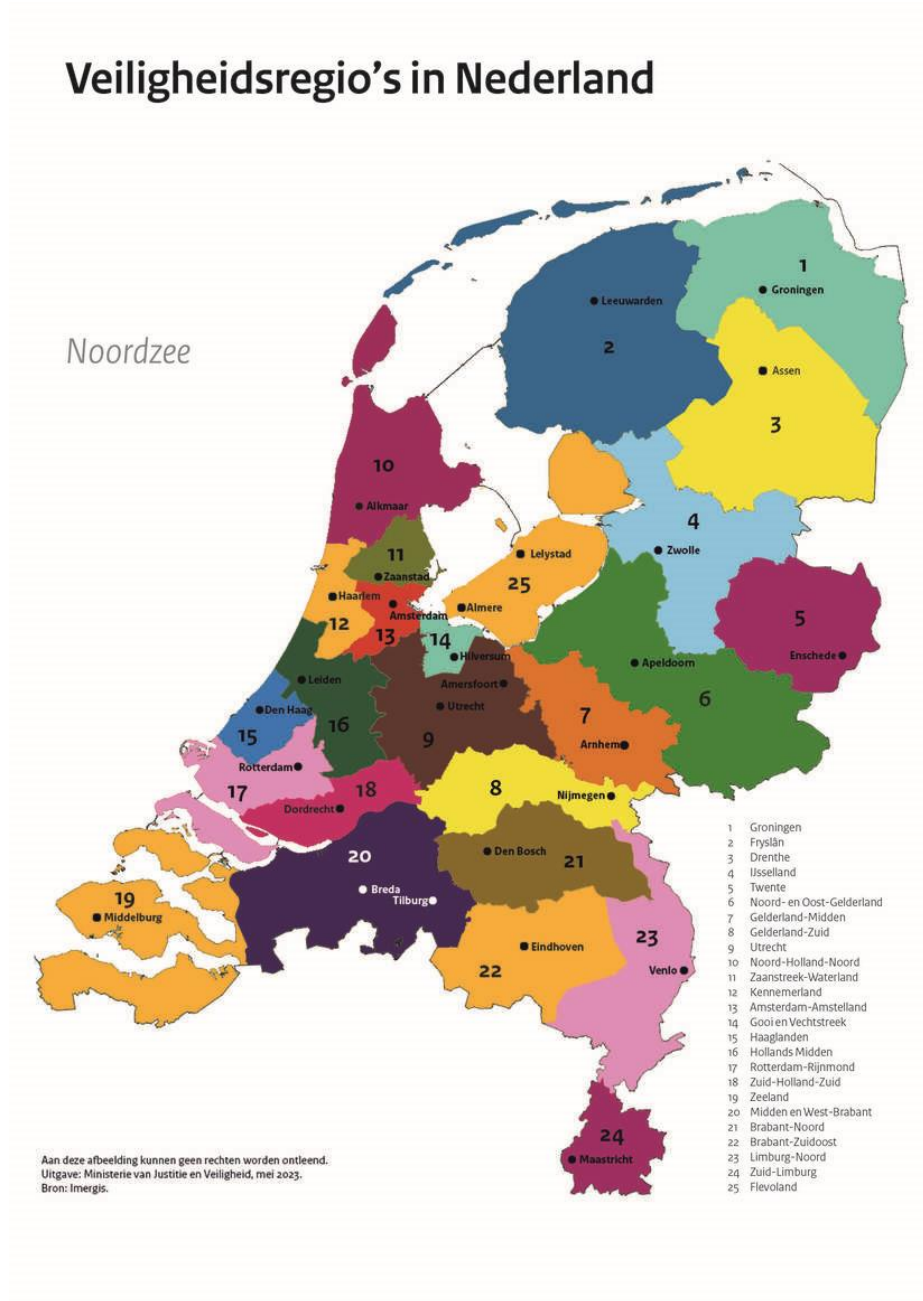 Veiligheidsregio's in Nederland
Noordzee
1
Groningen
Leeuwarden
2
Assen
3
10
Alkmaar
4
Zwolle
11
Lelystad
25
Zaanstad
Haarlem
Almere
Amsterdam
12
13
14
5
Hilversum
Enschede
Apeldoorn
Leiden
Amersfoort
6
Utrecht
Den Haag
7
16
15
9
Arnhem
Rotterdam
17
18
8
Nijmegen
Dordrecht
20
Den Bosch
21
Breda
Tilburg
19
Middelburg
23
Eindhoven
22
Venlo
24
Maastricht
1 Groningen
2 Fryslân
3 Drenthe
4 IJsselland
5 Twente
6 Noord- en Oost-Gelderland
7 Gelderland-Midden
8 Gelderland-Zuid
9 Utrecht
10 Noord-Holland-Noord
11 Zaanstreek-Waterland
12 Kennemerland
13 Amsterdam-Amstelland
14 Gooi en Vechtstreek
15 Haaglanden
16 Hollands Midden
17 Rotterdam-Rijnmond
18 Zuid-Holland-Zuid
19 Zeeland
20 Midden en West-Brabant
21 Brabant-Noord
22 Brabant-Zuidoost
23 Limburg-Noord
24 Zuid-Limburg
25 Flevoland
Aan deze afbeelding kunnen geen rechten worden ontleend.
Uitgave: Ministerie van Justitie en Veiligheid, mei 2023.
Bron: Imergis.